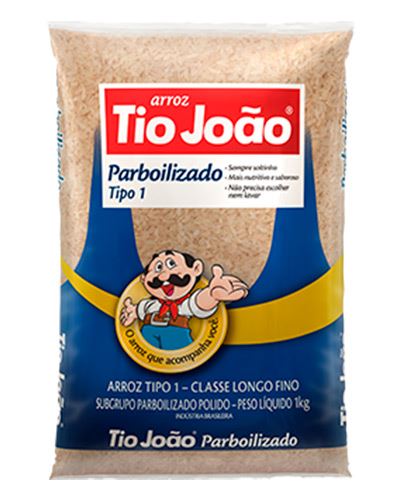 arroz
Tio João®
Parboilizado
Tipo 1
· Sempre soltinho
· Mais nutritivo e saboroso
· Não precisa escolher
nem lavar
O arroz que acompanha você.
ARROZ TIPO 1 – CLASSE LONGO FINO
SUBGRUPO PARBOILIZADO POLIDO – PESO LÍQUIDO 1kg
INDÚSTRIA BRASILEIRA
Tio João Parboilizado